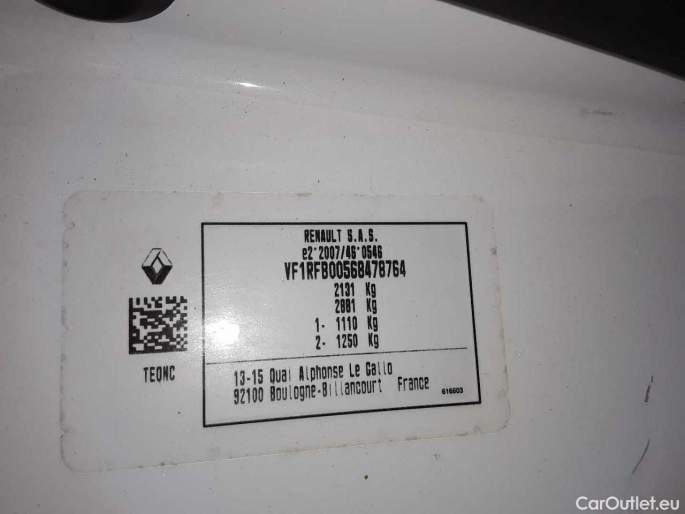 RENAULT S.A.S.
e2*2007/46*0546
VF1RFB00568478764
2131 Kg
2881 Kg
1- 1110 Kg
2- 1250 Kg
TEQNC
13-15 Quai Alphonse Le Gallo
92100 Boulogne-Billancourt France
616603
CarOutlet.eu